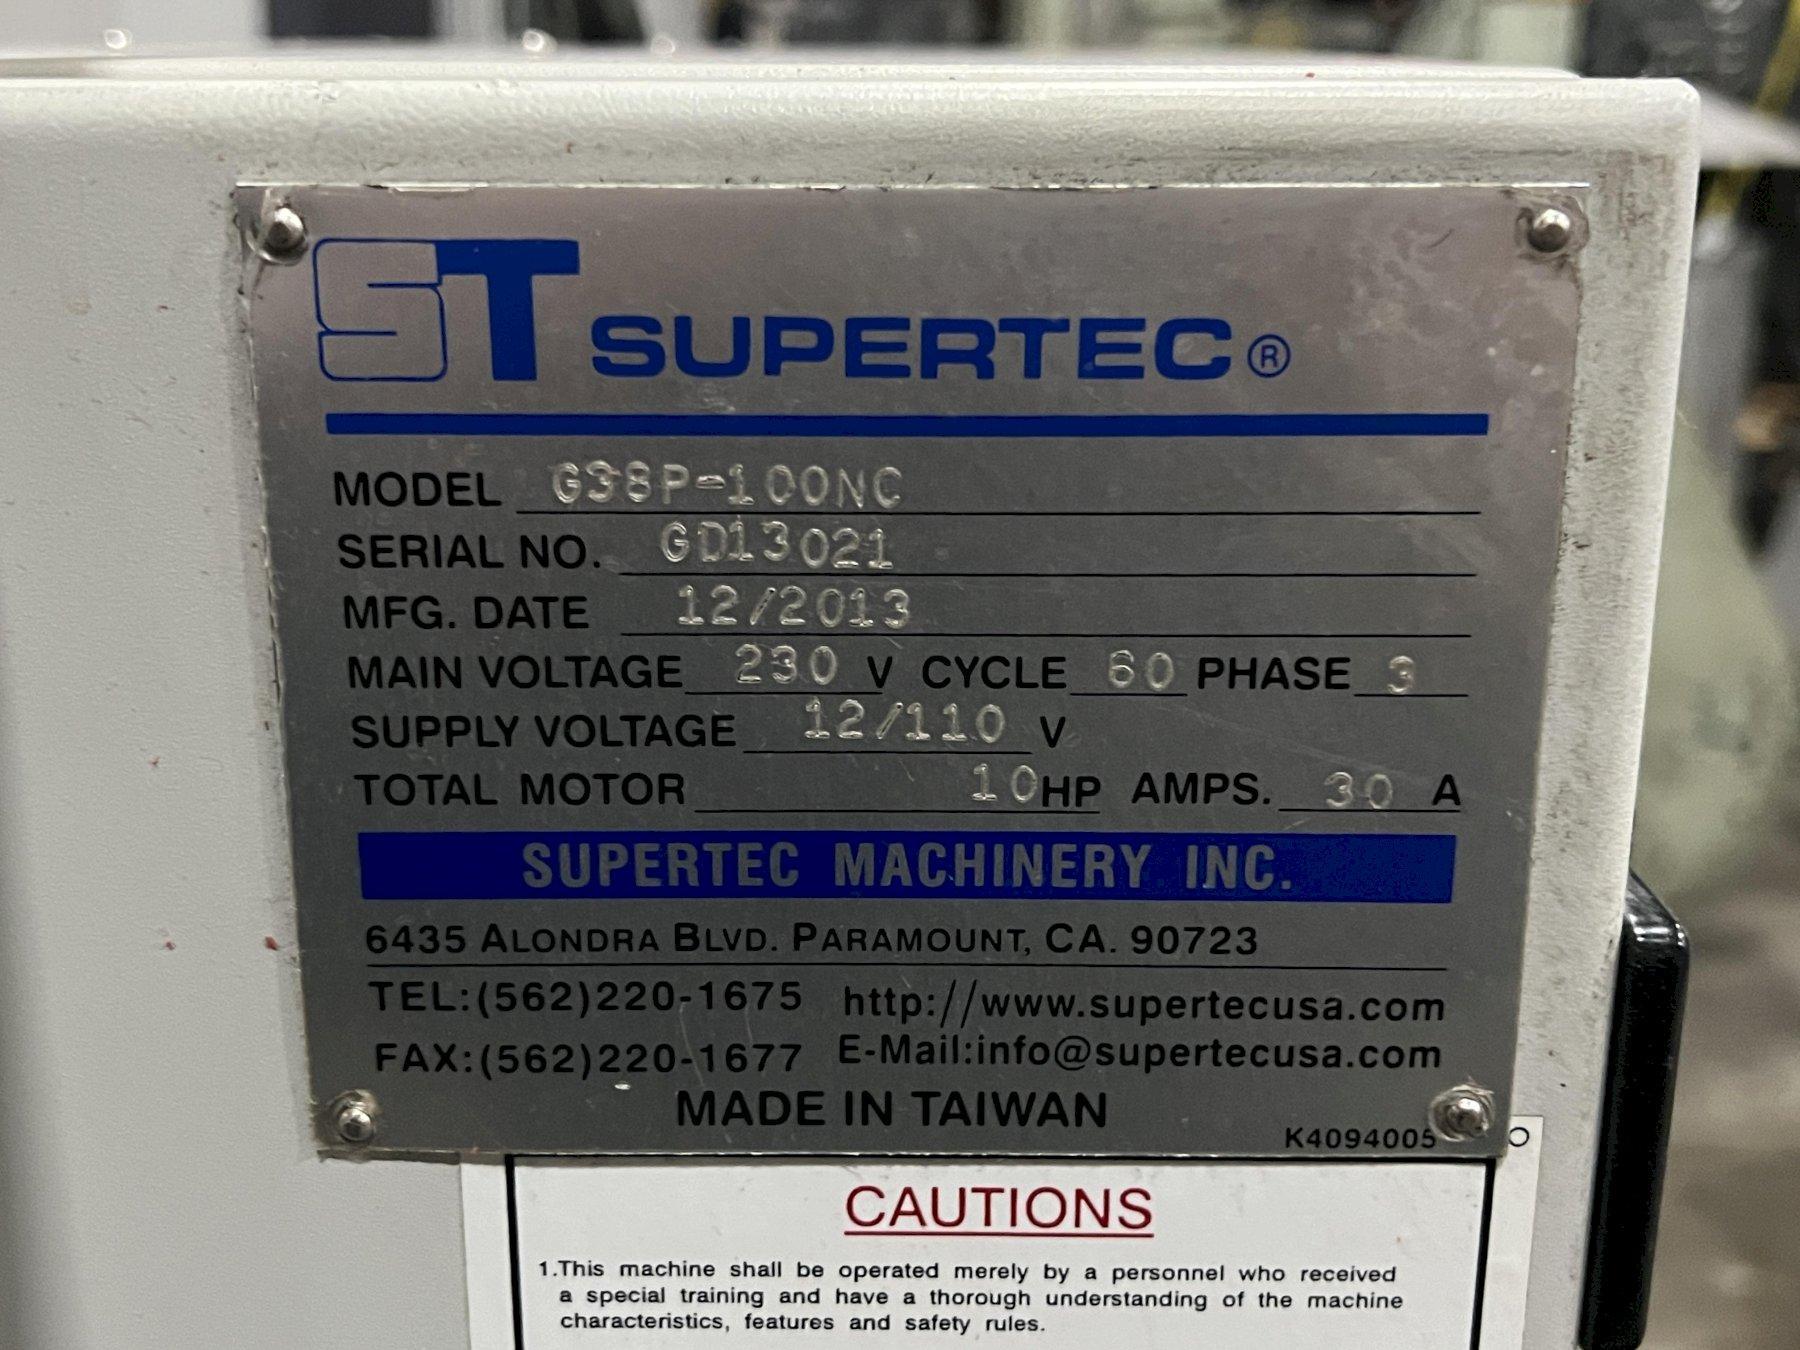 ST SUPERTEC®
MODEL G38P-100NC
SERIAL NO. GD13021
MFG. DATE 12/2013
MAIN VOLTAGE 230 V CYCLE 60 PHASE 3
SUPPLY VOLTAGE 12/110 V
TOTAL MOTOR 10 HP AMPS. 30 A
SUPERTEC MACHINERY INC.
6435 ALONDRA BLVD. PARAMOUNT, CA. 90723
TEL:(562)220-1675 http://www.supertecusa.com
FAX:(562)220-1677 E-Mail:info@supertecusa.com
MADE IN TAIWAN
K4094005
CAUTIONS
1.This machine shall be operated merely by a personnel who received
a special training and have a thorough understanding of the machine
characteristics, features and safety rules.